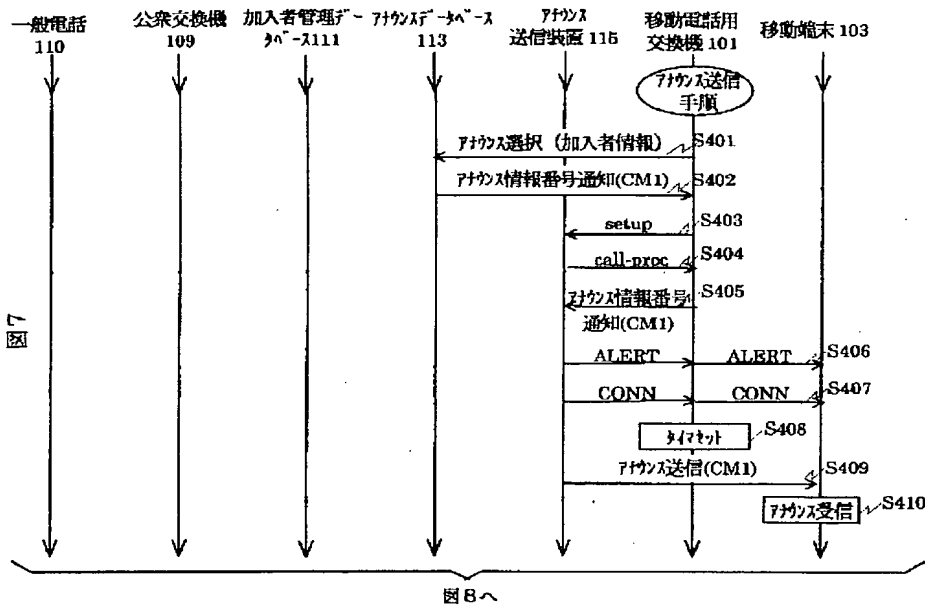 一般電話
110
公衆交換機
109
加入者管理デー
タベース111
アナウンスデータベース
113
アナウンス
送信装置 115
移動電話用
交換機 101
移動端末 103
アナウンス送信
手順
アナウンス選択（加入者情報）
S401
アナウンス情報番号通知(CM1)
S402
setup
S403
call-proc
S404
アナウンス情報番号
通知(CM1)
S405
ALERT
ALERT
S406
CONN
CONN
S407
タイマセット
S408
アナウンス送信(CM1)
S409
アナウンス受信
S410
図7
図8へ